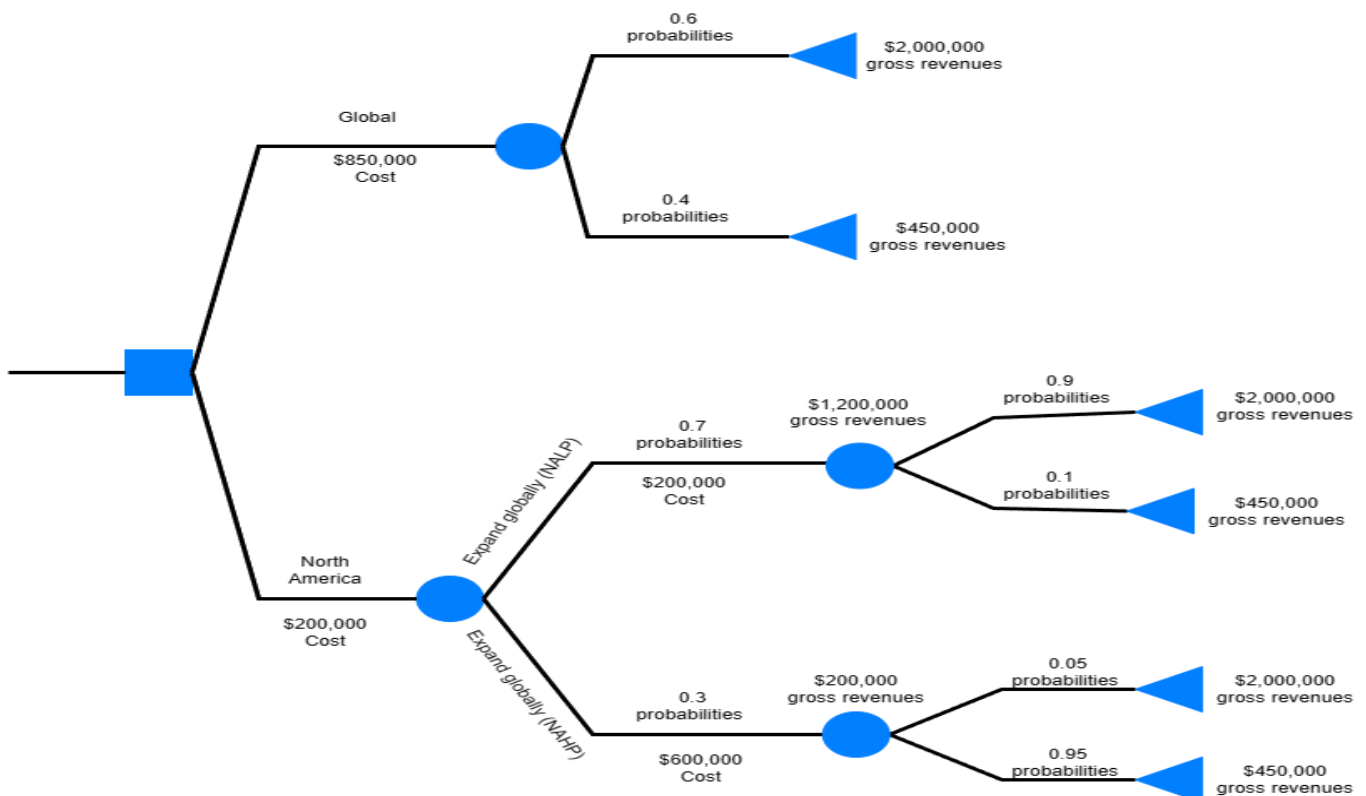 0.6
probabilities
$2,000,000
gross revenues
Global
$850,000
Cost
0.4
probabilities
$450,000
gross revenues
North
America
$200,000
Cost
Expand globally (NALP)
0.7
probabilities
$200,000
Cost
$1,200,000
gross revenues
0.9
probabilities
$2,000,000
gross revenues
0.1
probabilities
$450,000
gross revenues
Expand globally (NAHP)
0.3
probabilities
$600,000
Cost
$200,000
gross revenues
0.05
probabilities
$2,000,000
gross revenues
0.95
probabilities
$450,000
gross revenues